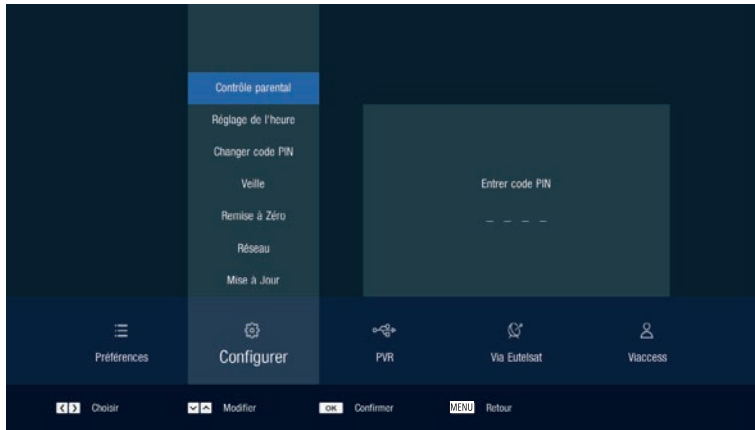 Contrôle parental
Réglage de l'heure
Changer code PIN
Veille
Remise à Zéro
Réseau
Mise à Jour
Entrer code PIN
_ _ _ _
Préférences
Configurer
PVR
Via Eutelsat
Viaccess
Choisir
Modifier
OK Confirmer
MENU Retour